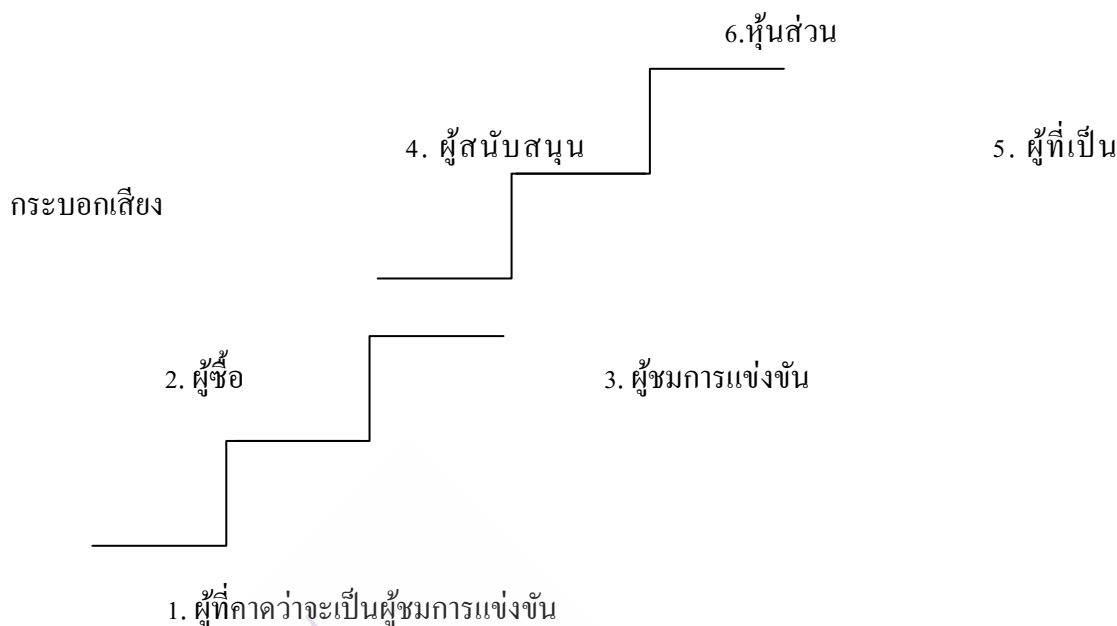 6.หุ้นส่วน
4. ผู้สนับสนุน 5. ผู้ที่เป็น
กระบอกเสียง
2. ผู้ซื้อ 3. ผู้ชมการแข่งขัน
1. ผู้ที่คาดว่าจะเป็นผู้ชมการแข่งขัน